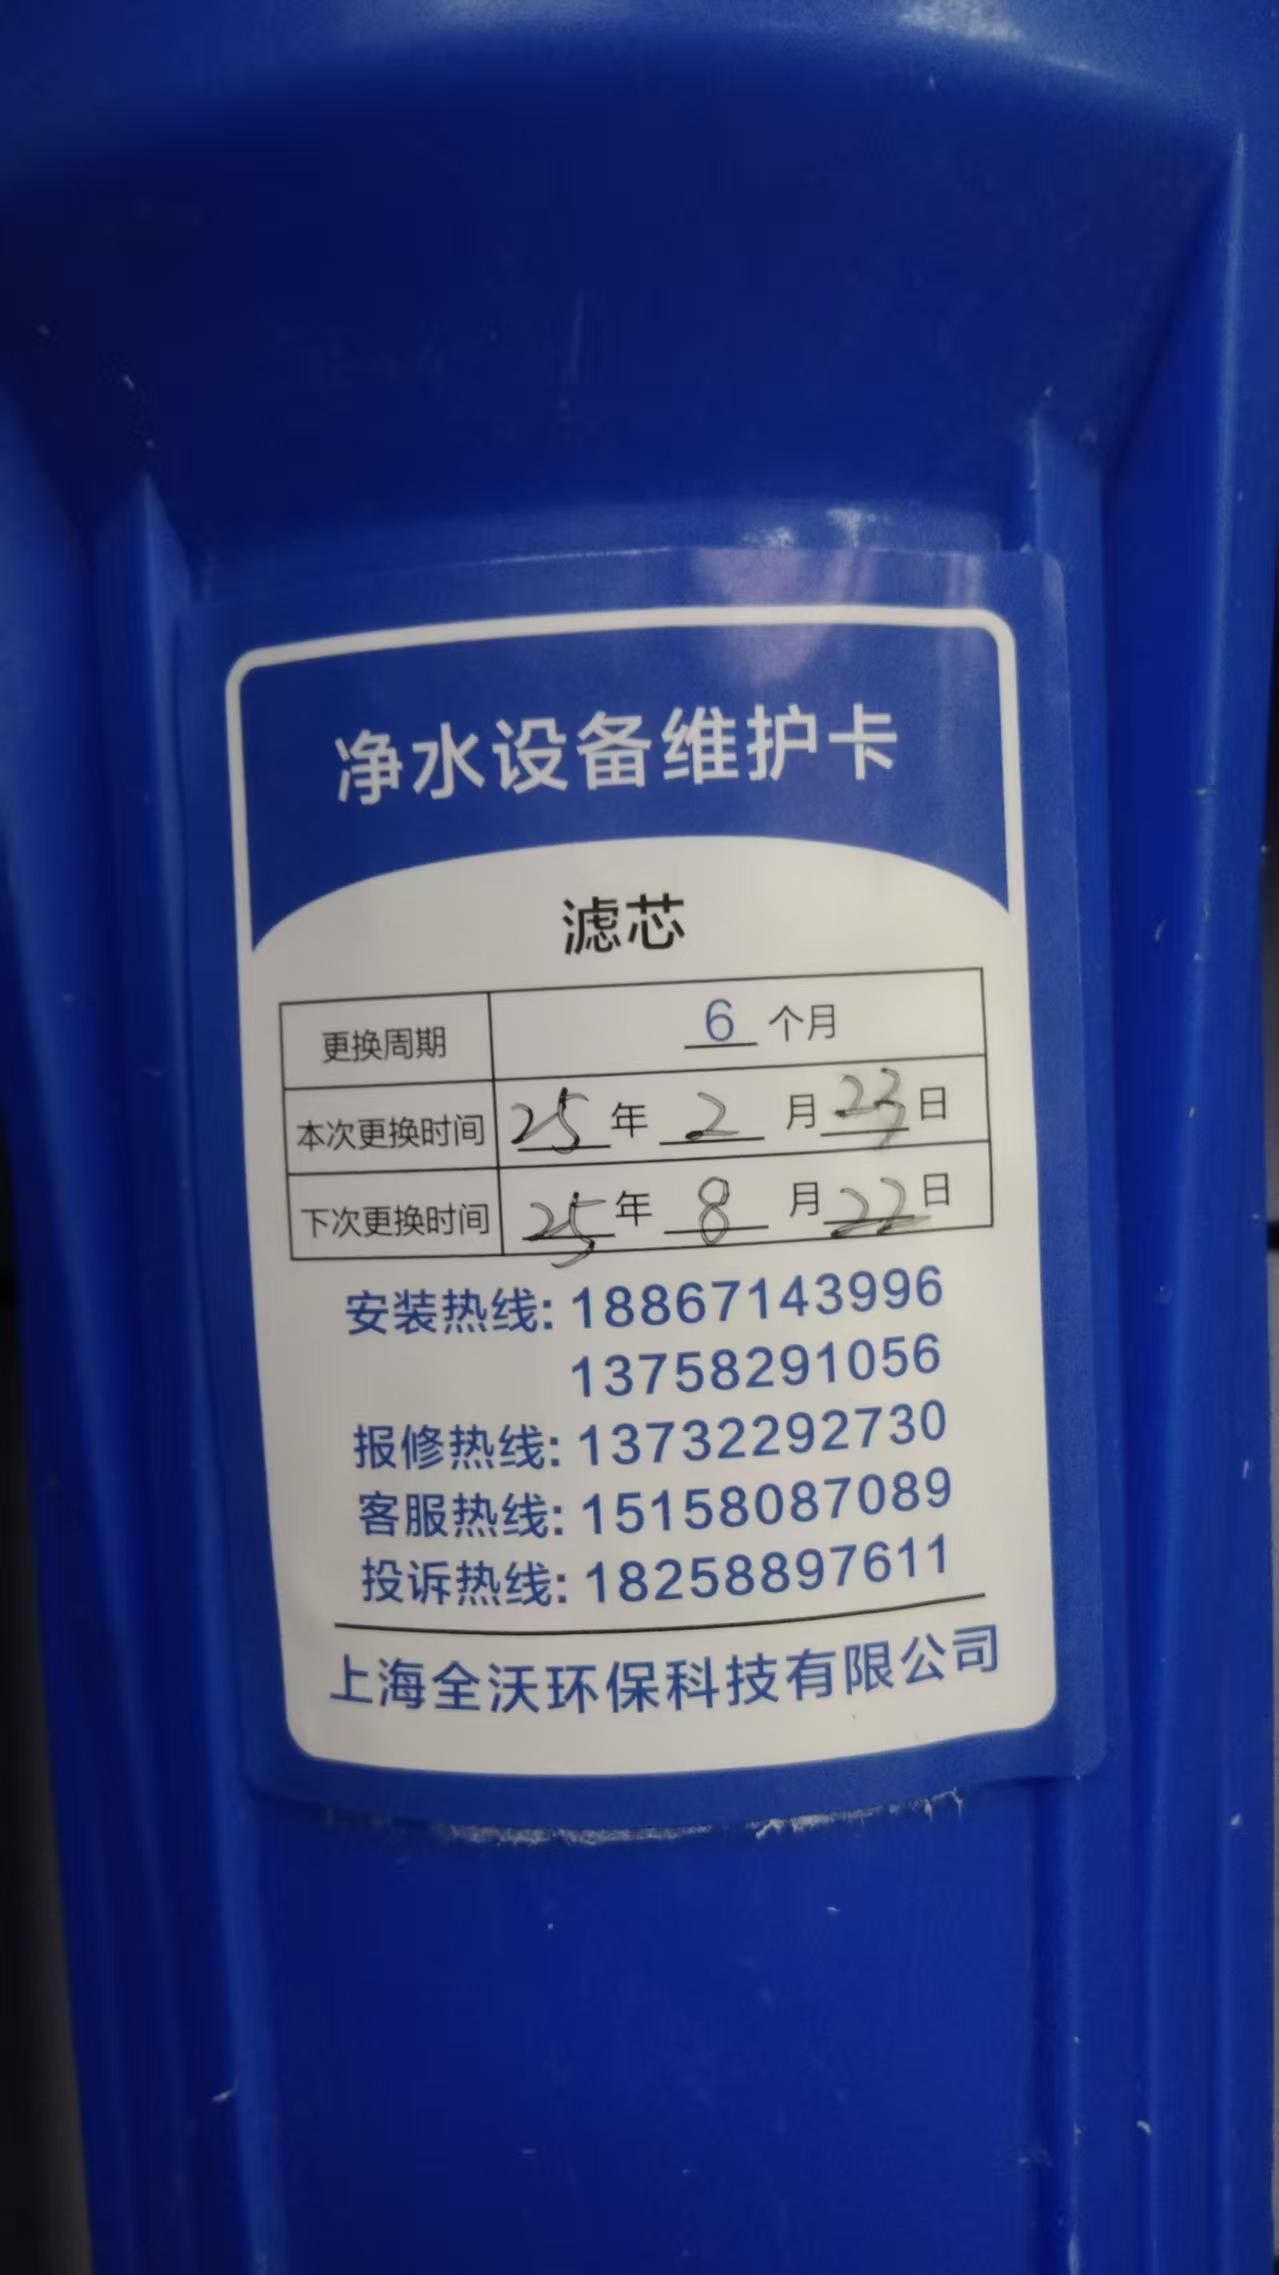 净水设备维护卡
滤芯
更换周期 6 个月
本次更换时间 25 年 2 月 23 日
下次更换时间 25 年 8 月 22 日
安装热线: 18867143996
13758291056
报修热线: 13732292730
客服热线: 15158087089
投诉热线: 18258897611
上海全沃环保科技有限公司